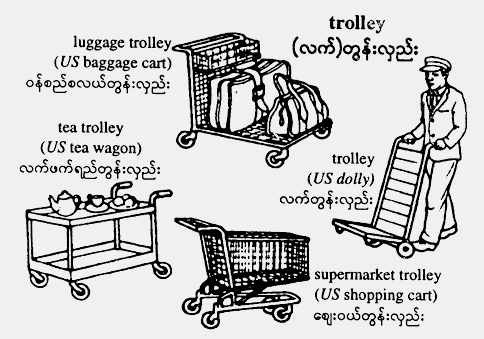 trolley
(လက်)တွန်းလှည်း
luggage trolley
(US baggage cart)
ဝန်စည်စလယ်တွန်းလှည်း
tea trolley
(US tea wagon)
လက်ဖက်ရည်တွန်းလှည်း
trolley
(US dolly)
လက်တွန်းလှည်း
supermarket trolley
(US shopping cart)
ဈေးဝယ်တွန်းလှည်း